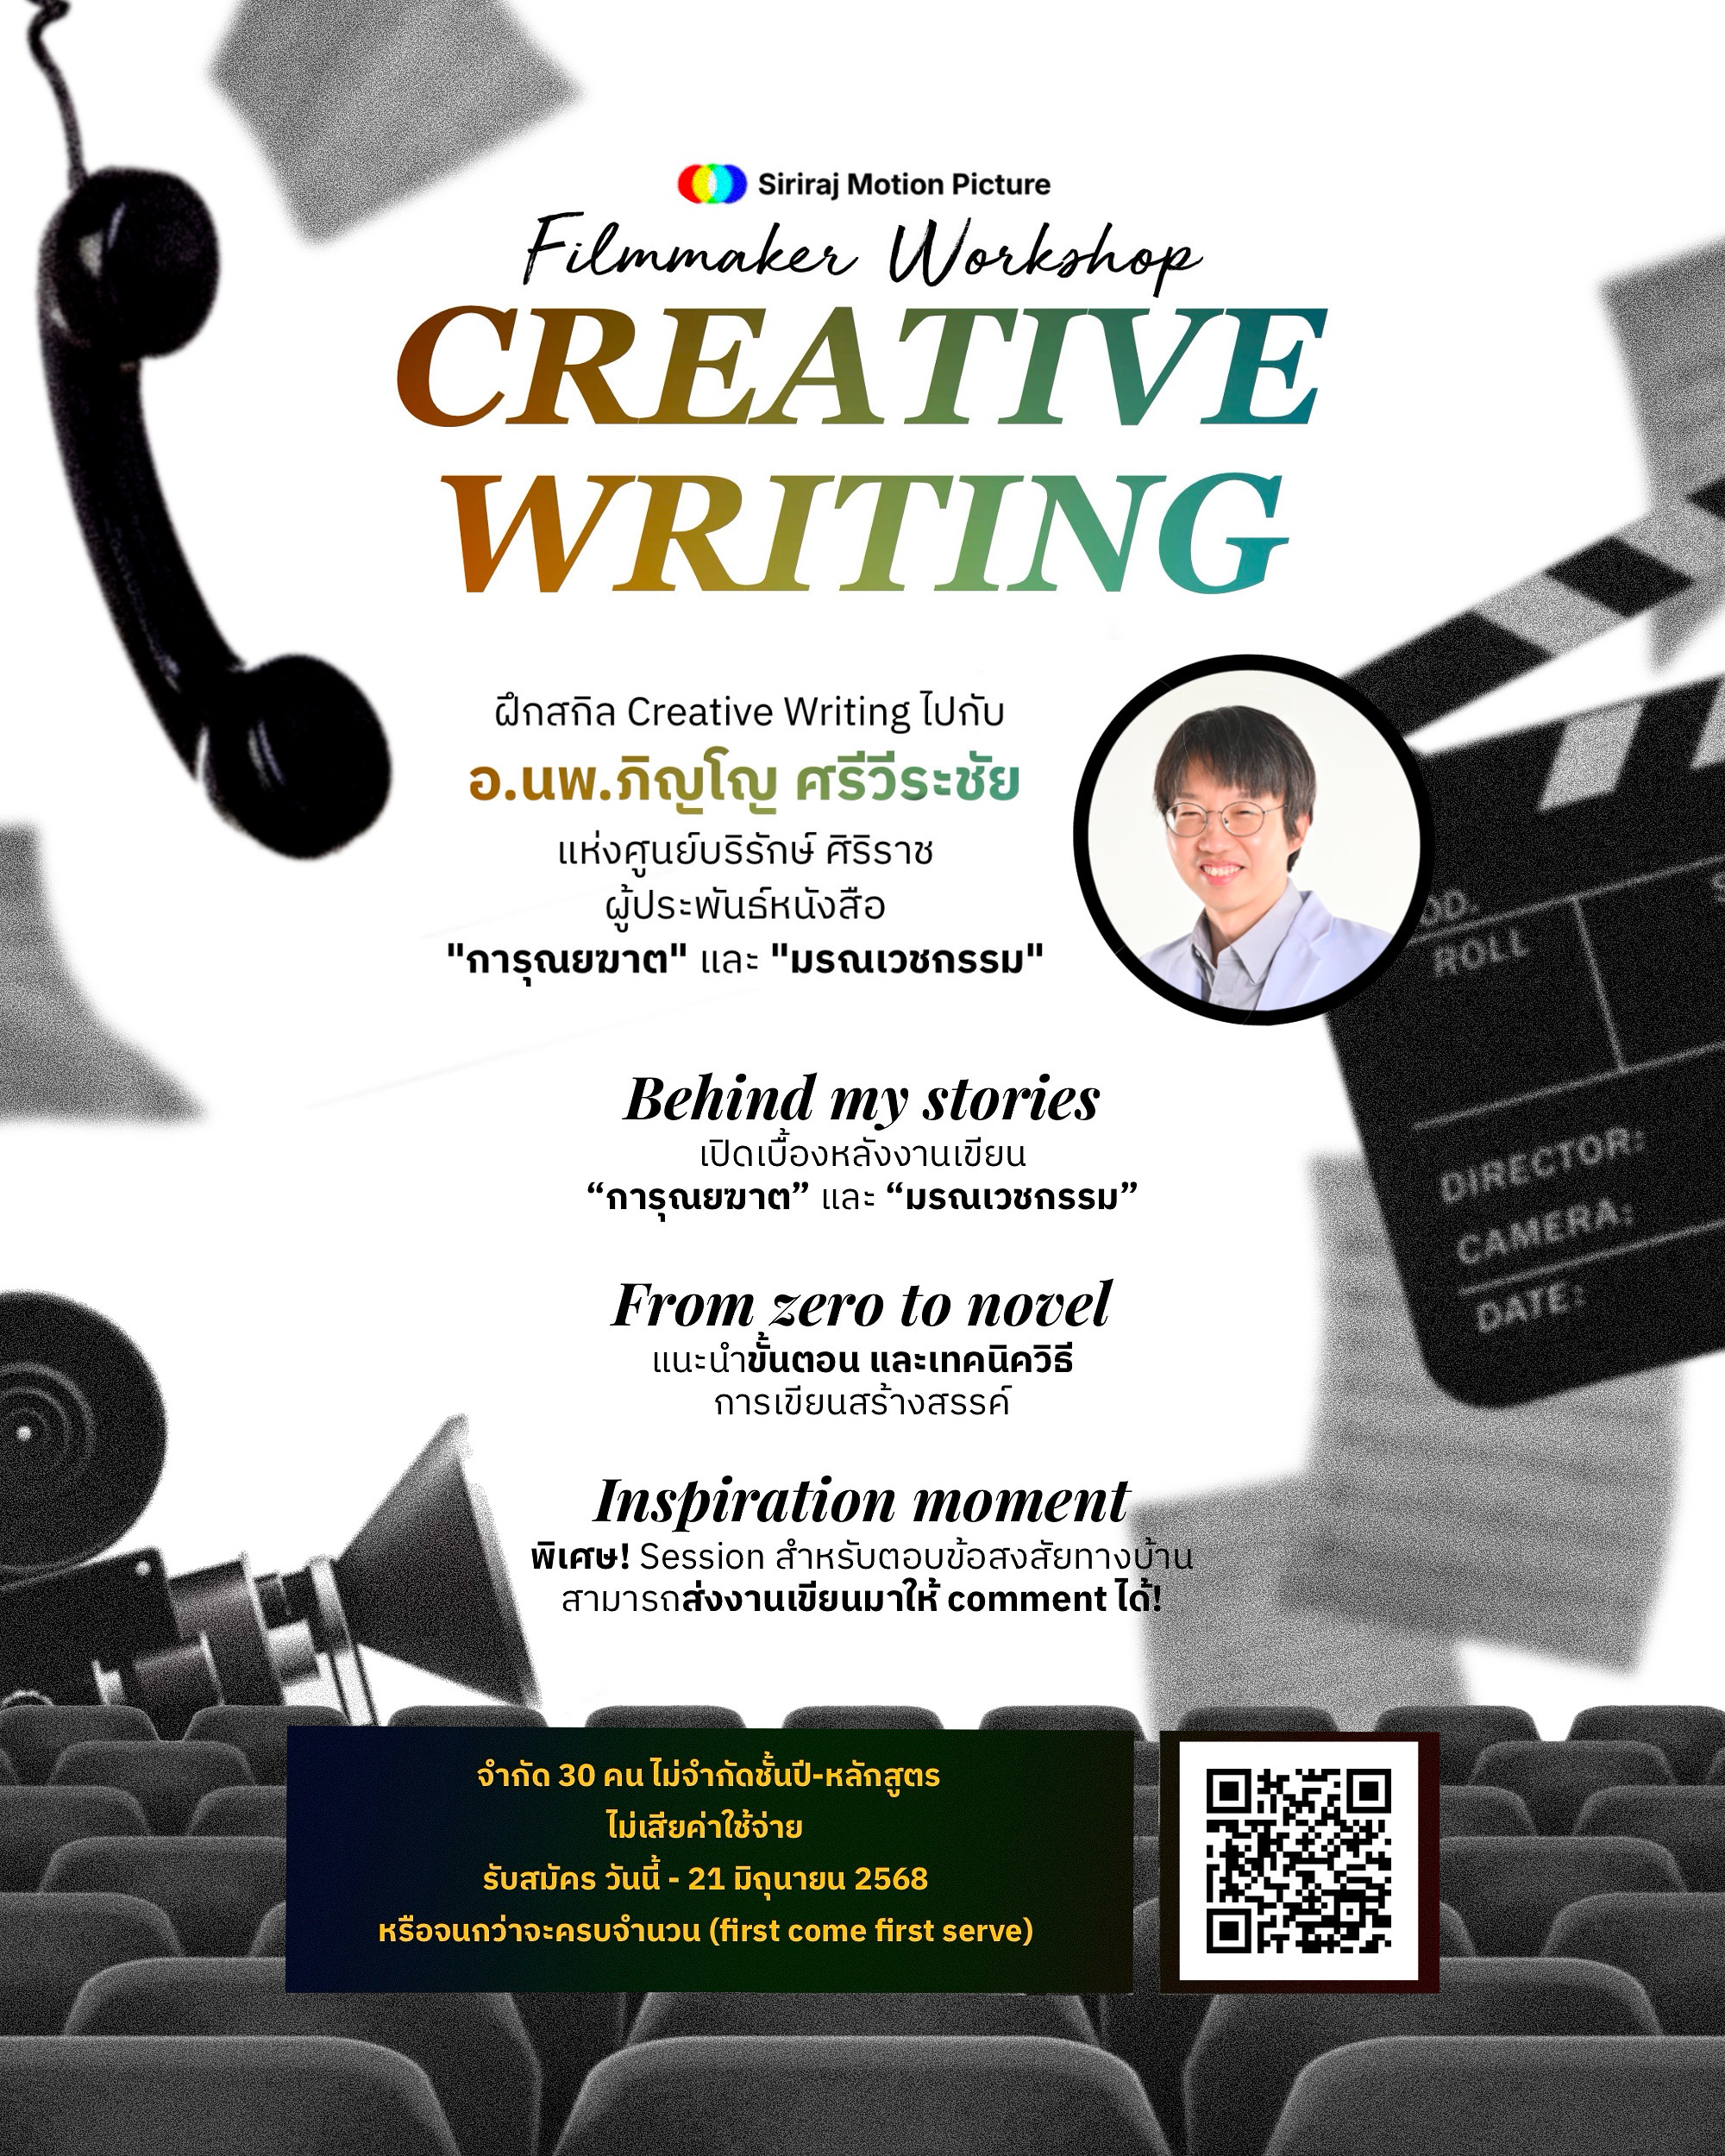 Siriraj Motion Picture
Filmmaker Workshop
CREATIVE
WRITING
ฝึกสกิล Creative Writing ไปกับ
อ.นพ.ภิญโญ ศรีวีระชัย
แห่งศูนย์บริรักษ์ ศิริราช
ผู้ประพันธ์หนังสือ
"การุณยฆาต" และ "มรณเวชกรรม"
ROLL
DIRECTOR:
CAMERA:
DATE:
Behind my stories
เปิดเบื้องหลังงานเขียน
“การุณยฆาต” และ “มรณเวชกรรม”
From zero to novel
แนะนำขั้นตอน และเทคนิควิธี
การเขียนสร้างสรรค์
Inspiration moment
พิเศษ! Session สำหรับตอบข้อสงสัยทางบ้าน
สามารถส่งงานเขียนมาให้ comment ได้!
จำกัด 30 คน ไม่จำกัดชั้นปี-หลักสูตร
ไม่เสียค่าใช้จ่าย
รับสมัคร วันนี้ - 21 มิถุนายน 2568
หรือจนกว่าจะครบจำนวน (first come first serve)